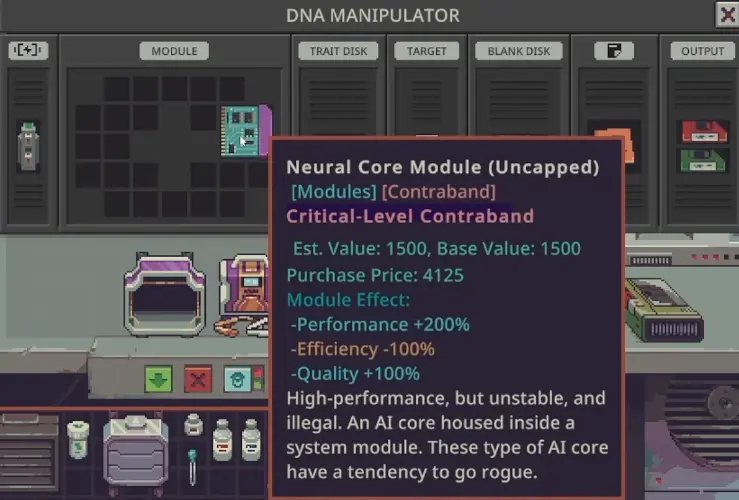 DNA MANIPULATOR
MODULE
TRAIT DISK
TARGET
BLANK DISK
OUTPUT
Neural Core Module (Uncapped)
[Modules] [Contraband]
Critical-Level Contraband
Est. Value: 1500, Base Value: 1500
Purchase Price: 4125
Module Effect:
-Performance +200%
-Efficiency -100%
-Quality +100%
High-performance, but unstable, and
illegal. An AI core housed inside a
system module. These type of AI core
have a tendency to go rogue.